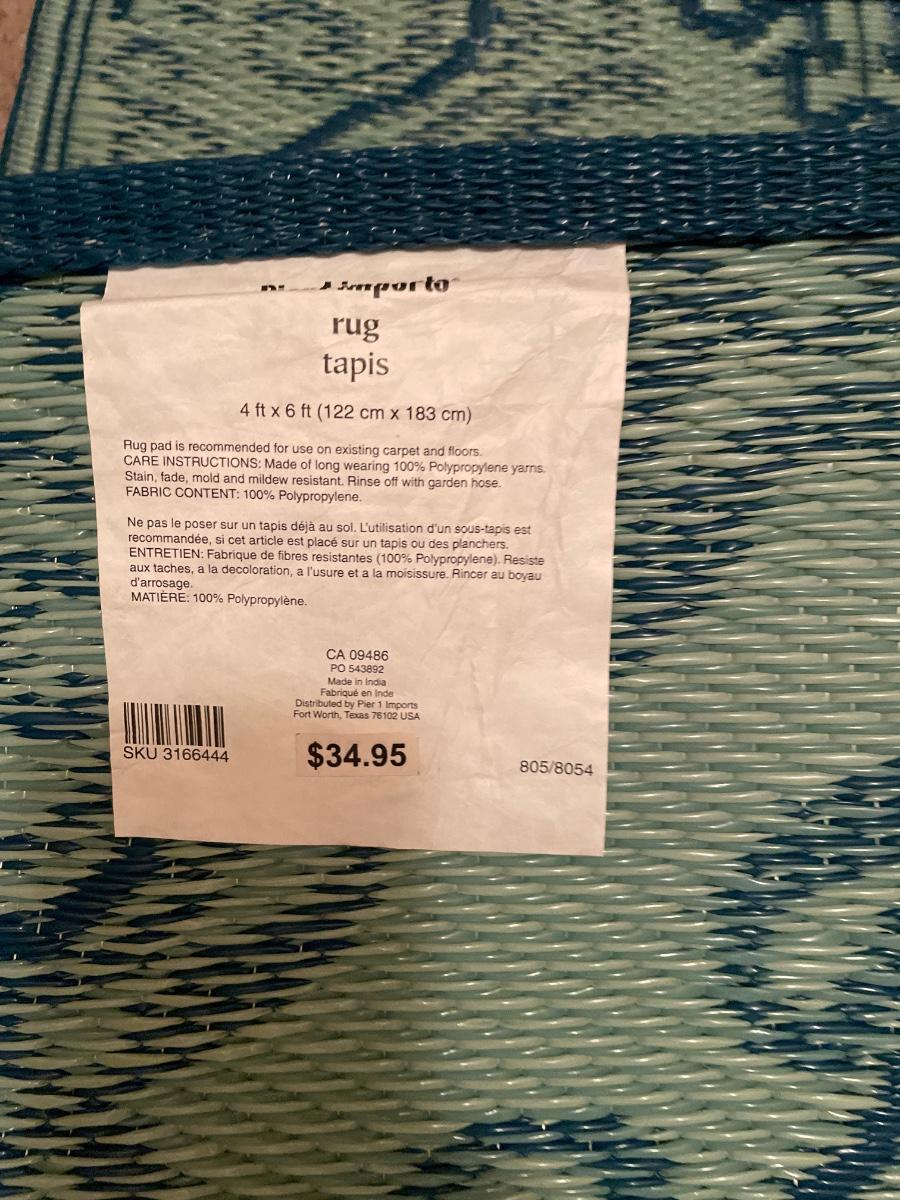 rug
tapis
4 ft x 6 ft (122 cm x 183 cm)
Rug pad is recommended for use on existing carpet and floors.
CARE INSTRUCTIONS: Made of long wearing 100% Polypropylene yarns.
Stain, fade, mold and mildew resistant. Rinse off with garden hose.
FABRIC CONTENT: 100% Polypropylene.
Ne pas le poser sur un tapis déjà au sol. L'utilisation d'un sous-tapis est
recommandée, si cet article est placé sur un tapis ou des planchers.
ENTRETIEN: Fabrique de fibres resistantes (100% Polypropylene). Resiste
aux taches, a la decoloration, a l'usure et a la moisissure. Rincer au boyau
d'arrosage.
MATIÈRE: 100% Polypropylène.
CA 09486
PO 543892
Made in India
Fabriqué en Inde
Distributed by Pier 1 Imports
Fort Worth, Texas 76102 USA
SKU 3166444
$34.95
805/8054